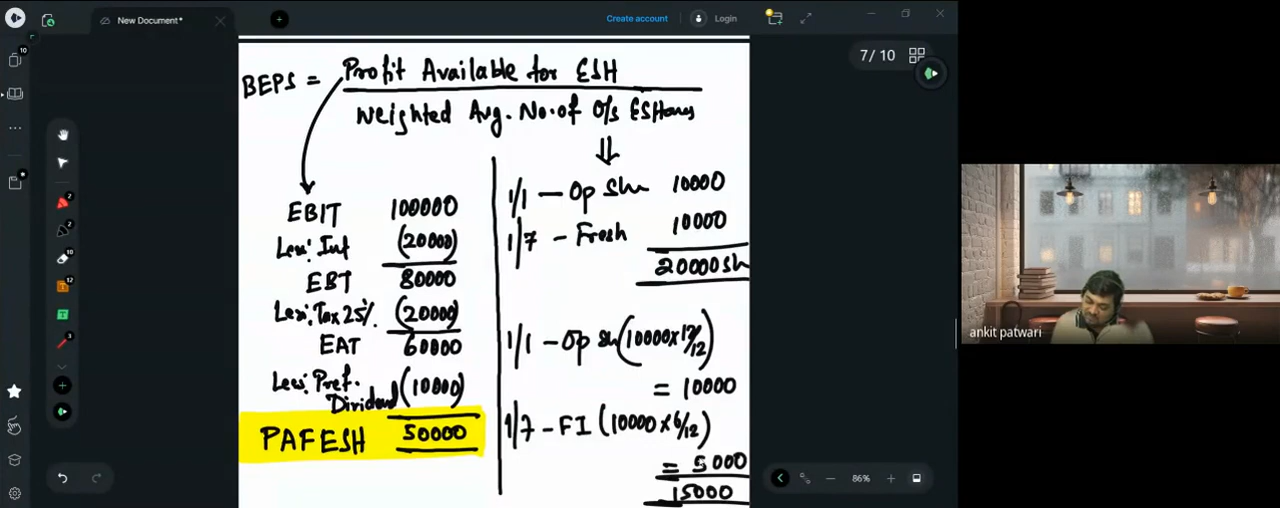 New Document*
Create account
Login
7 / 10
BEPS = Profit Available for ESH
Weighted Avg. No. of O/s EShares
EBIT 100000
Less: Int (20000)
EBT 80000
Less: Tax 25% (20000)
EAT 60000
Less: Pref. Dividend (10000)
PAFESH 50000
1/1 — Op Sh 10000
1/7 - Fresh 10000
20000 Sh
1/1 — Op Sh (10000 x 12/12)
= 10000
1/7 — FI (10000 x 6/12)
= 5000
15000
ankit patwari
86%